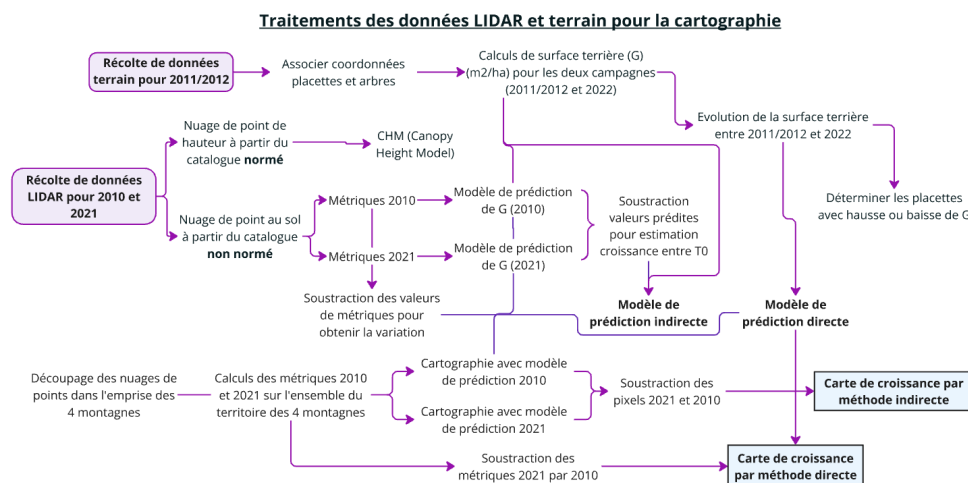 Traitements des données LIDAR et terrain pour la cartographie
Récolte de données
terrain pour 2011/2012
Associer coordonnées
placettes et arbres
Calculs de surface terrière (G)
(m2/ha) pour les deux campagnes
(2011/2012 et 2022)
Evolution de la surface terrière
entre 2011/2012 et 2022
Déterminer les placettes
avec hausse ou baisse de G
Récolte de données
LIDAR pour 2010 et
2021
Nuage de point de
hauteur à partir du
catalogue normé
CHM (Canopy
Height Model)
Nuage de point au sol
à partir du catalogue
non normé
Métriques 2010
Métriques 2021
Modèle de prédiction
de G (2010)
Modèle de prédiction
de G (2021)
Soustraction
valeurs prédites
pour estimation
croissance entre T0
Soustraction des valeurs
de métriques pour
obtenir la variation
Modèle de
prédiction indirecte
Modèle de
prédiction directe
Découpage des nuages de
points dans l'emprise des
4 montagnes
Calculs des métriques 2010
et 2021 sur l'ensemble du
territoire des 4 montagnes
Cartographie avec modèle
de prédiction 2010
Cartographie avec modèle
de prédiction 2021
Soustraction des
pixels 2021 et 2010
Carte de croissance par
méthode indirecte
Soustraction des
métriques 2021 par 2010
Carte de croissance
par méthode directe